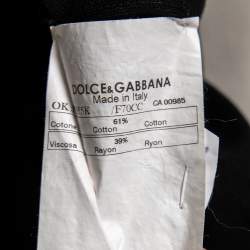 DOLCE&GABBANA
Made in Italy
/F70CC CA 00985
61%
Cotone Cotton Cotton
39%
Viscosa Rayon Ryon